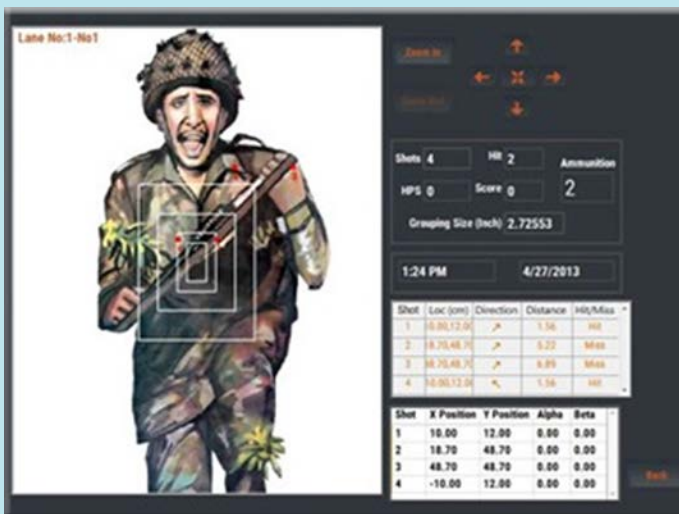 Lane No:1-No1
Zoom In
Shots 4 Hit 2 Ammunition
HPS 0 Score 0 2
Grouping Size (Inch) 2.72553
1:24 PM 4/27/2013
Shot Loc (cm) Direction Distance Hit/Miss
1 1.56 Hit
2 5.22 Miss
3 6.89 Miss
4 1.56 Hit
Shot X Position Y Position Alpha Beta
1 10.00 12.00 0.00 0.00
2 18.70 48.70 0.00 0.00
3 48.70 48.70 0.00 0.00
4 -10.00 12.00 0.00 0.00
Back